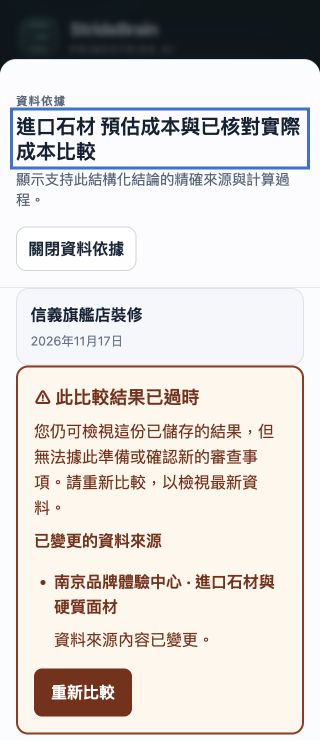 StrideBrain
資料依據
進口石材 預估成本與已核對實際
成本比較
顯示支持此結構化結論的精確來源與計算過
程。
關閉資料依據
信義旗艦店裝修
2026年11月17日
此比較結果已過時
您仍可檢視這份已儲存的結果，但
無法據此準備或確認新的審查事
項。請重新比較，以檢視最新資
料。
已變更的資料來源
• 南京品牌體驗中心 · 進口石材與
硬質面材
資料來源內容已變更。
重新比較